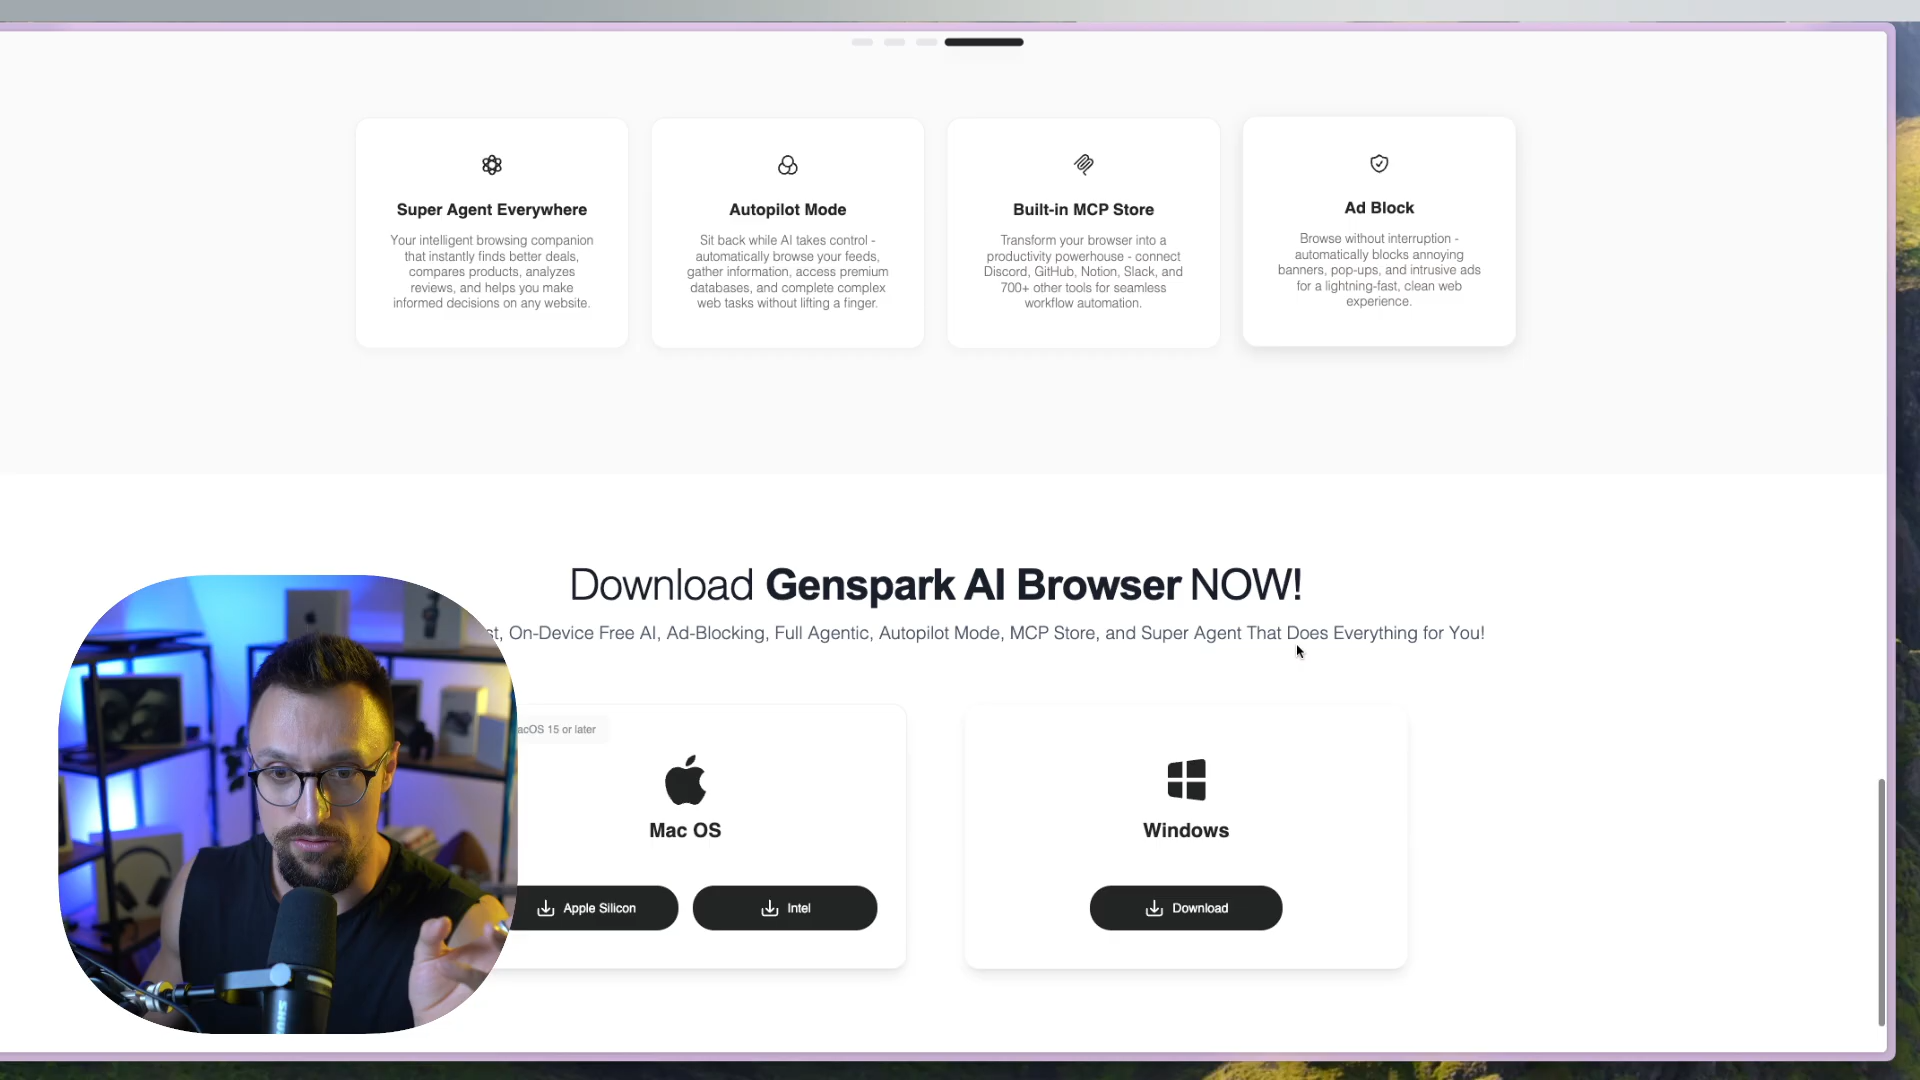 Super Agent Everywhere
Your intelligent browsing companion
that instantly finds better deals,
compares products, analyzes
reviews, and helps you make
informed decisions on any website.
Autopilot Mode
Sit back while AI takes control -
automatically browse your feeds,
gather information, access premium
databases, and complete complex
web tasks without lifting a finger.
Built-in MCP Store
Transform your browser into a
productivity powerhouse - connect
Discord, GitHub, Notion, Slack, and
700+ other tools for seamless
workflow automation.
Ad Block
Browse without interruption -
automatically blocks annoying
banners, pop-ups, and intrusive ads
for a lightning-fast, clean web
experience.
Download Genspark AI Browser NOW!
st, On-Device Free AI, Ad-Blocking, Full Agentic, Autopilot Mode, MCP Store, and Super Agent That Does Everything for You!
acOS 15 or later
Mac OS
Apple Silicon
Intel
Windows
Download